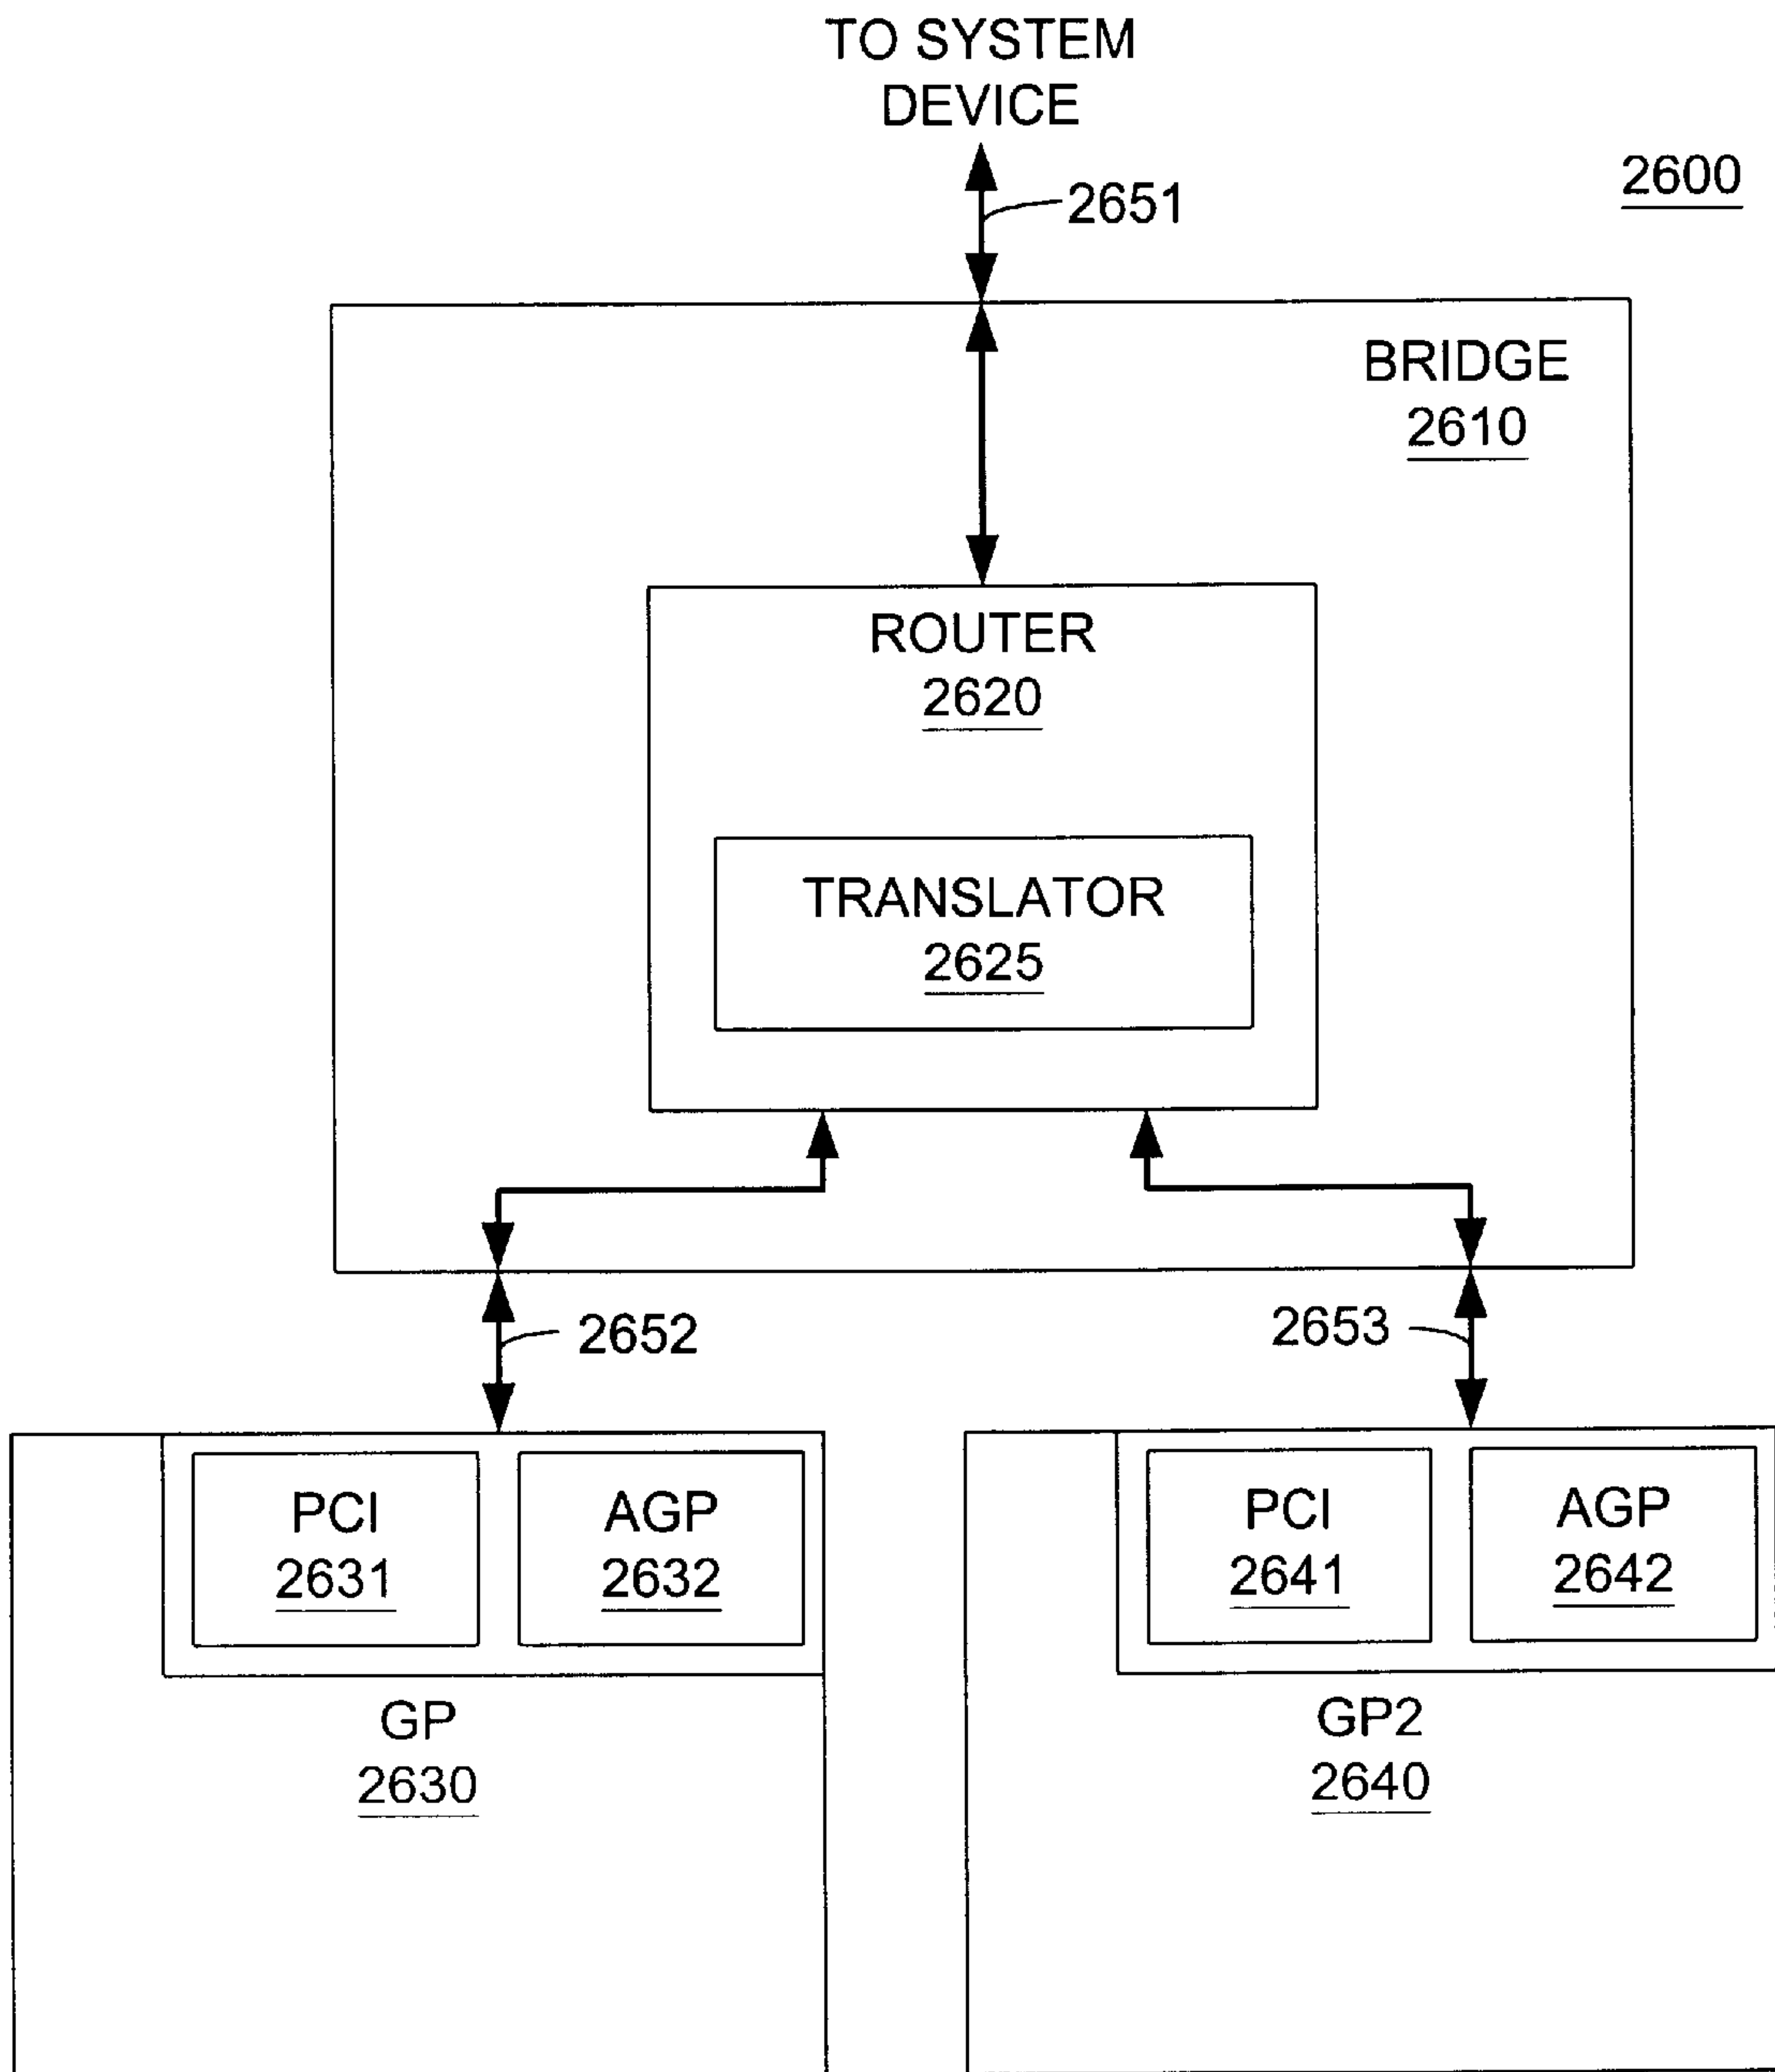 TO SYSTEM
DEVICE
2600
2651
BRIDGE
2610
ROUTER
2620
TRANSLATOR
2625
2652
2653
PCI
2631
AGP
2632
PCI
2641
AGP
2642
GP
2630
GP2
2640